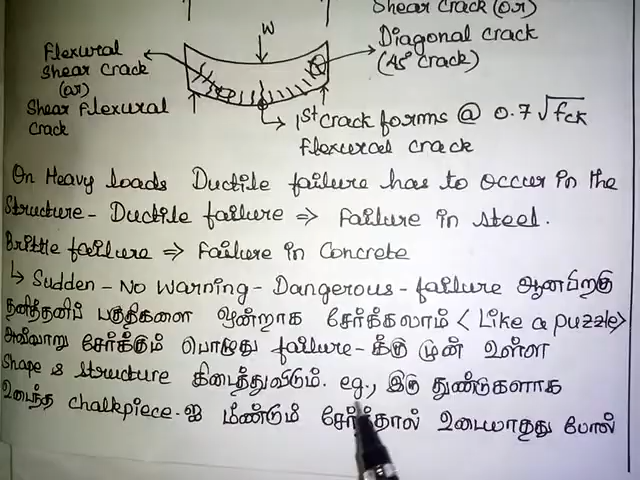 Shear crack (or)
Diagonal crack
(45° crack)
W
Flexural
Shear crack
(or)
Shear flexural
crack
1st crack forms @ 0.7 √fck
Flexural crack
On Heavy loads Ductile failure has to occur in the
Structure - Ductile failure ⇒ Failure in steel.
Brittle failure ⇒ Failure in Concrete
↳ Sudden - No Warning - Dangerous - failure ஆனபிறகு
தனித்தனிப் பகுதிகளை ஒன்றாக சேர்க்கலாம் < Like a puzzle>
அவ்வாறு சேர்க்கும் பொழுது failure-க்கு முன் உள்ள
Shape & structure கிடைத்துவிடும். eg., இரு துண்டுகளாக
உடைந்த chalkpiece-ஐ மீண்டும் சேர்த்தால் உடையாதது போல்